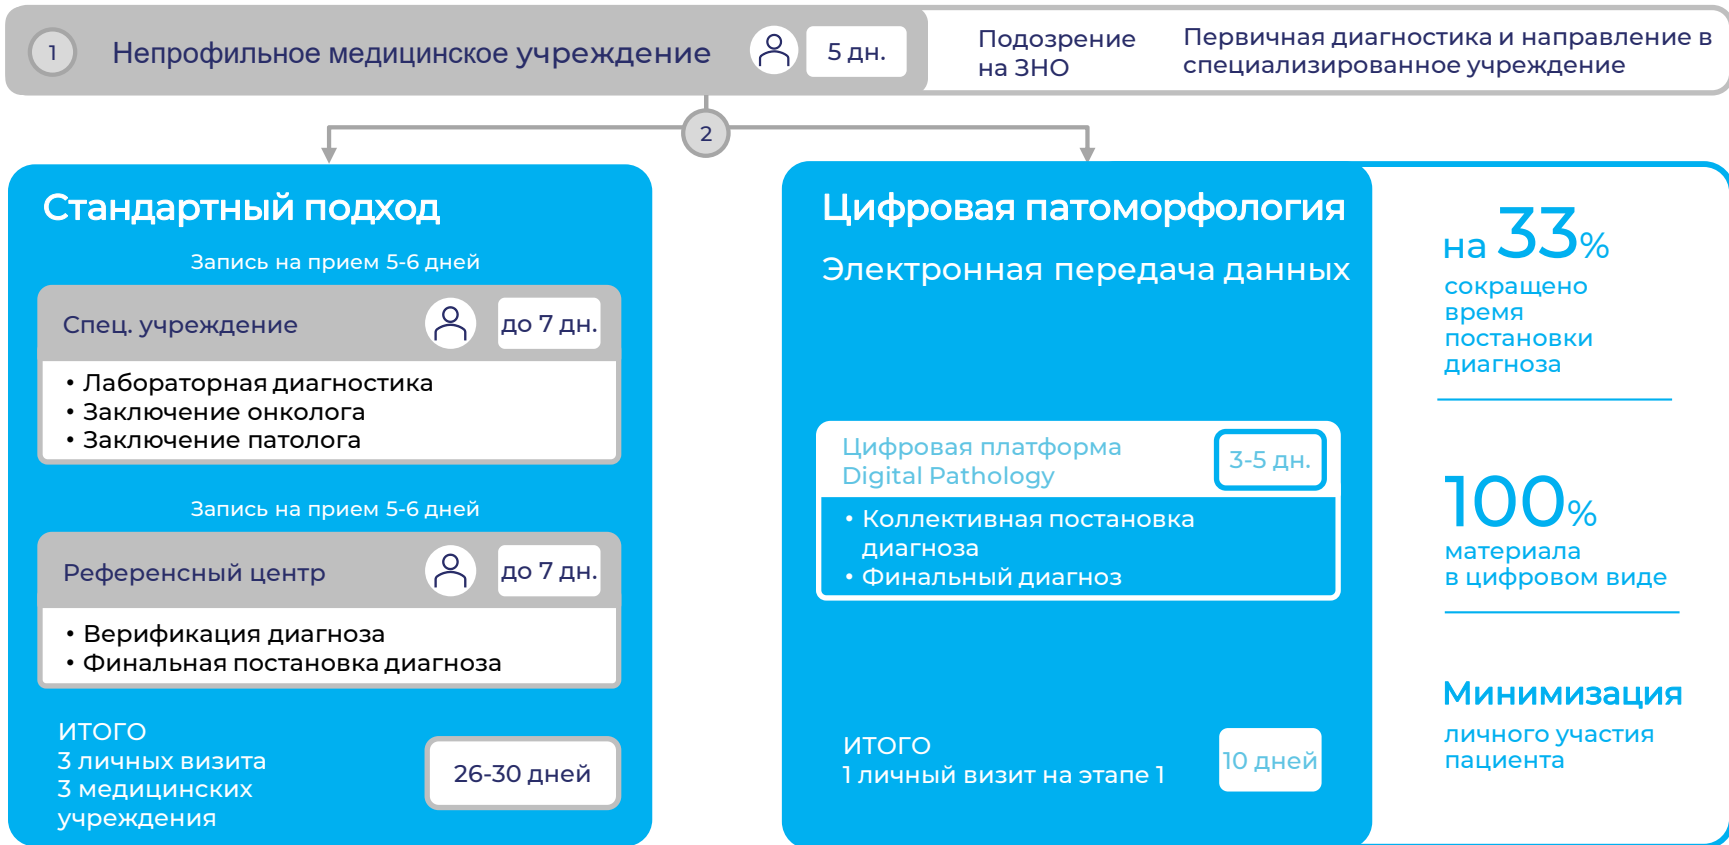 1
Непрофильное медицинское учреждение
5 дн.
Подозрение
на ЗНО
Первичная диагностика и направление в
специализированное учреждение
2
Стандартный подход
Запись на прием 5-6 дней
Спец. учреждение
до 7 дн.
• Лабораторная диагностика
• Заключение онколога
• Заключение патолога
Запись на прием 5-6 дней
Референсный центр
до 7 дн.
• Верификация диагноза
• Финальная постановка диагноза
ИТОГО
3 личных визита
3 медицинских
учреждения
26-30 дней
Цифровая патоморфология
Электронная передача данных
Цифровая платформа
Digital Pathology
3-5 дн.
• Коллективная постановка
диагноза
• Финальный диагноз
ИТОГО
1 личный визит на этапе 1
10 дней
на 33%
сокращено
время
постановки
диагноза
100%
материала
в цифровом виде
Минимизация
личного участия
пациента